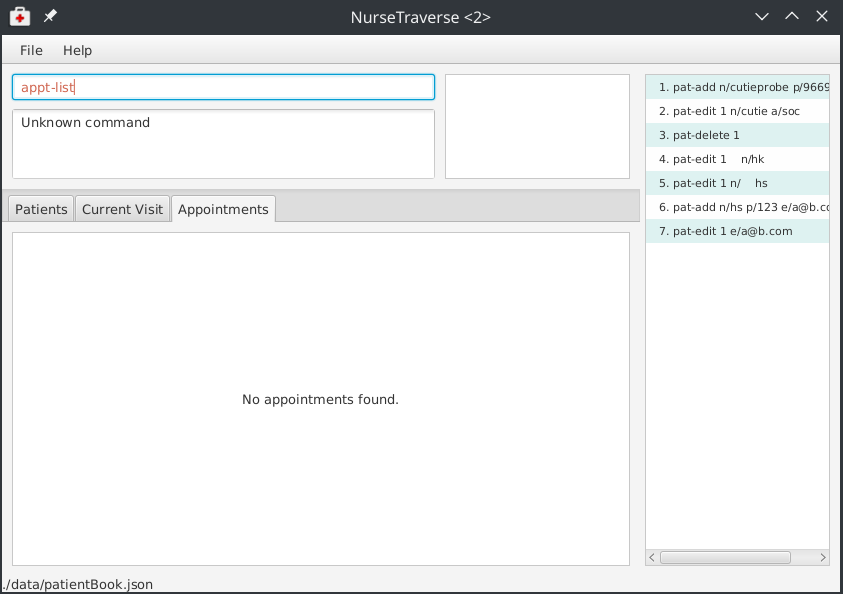 NurseTraverse <2>
File Help
appt-list
Unknown command
Patients Current Visit Appointments
No appointments found.
1. pat-add n/cutieprobe p/9669
2. pat-edit 1 n/cutie a/soc
3. pat-delete 1
4. pat-edit 1    n/hk
5. pat-edit 1 n/    hs
6. pat-add n/hs p/123 e/a@b.co
7. pat-edit 1 e/a@b.com
./data/patientBook.json